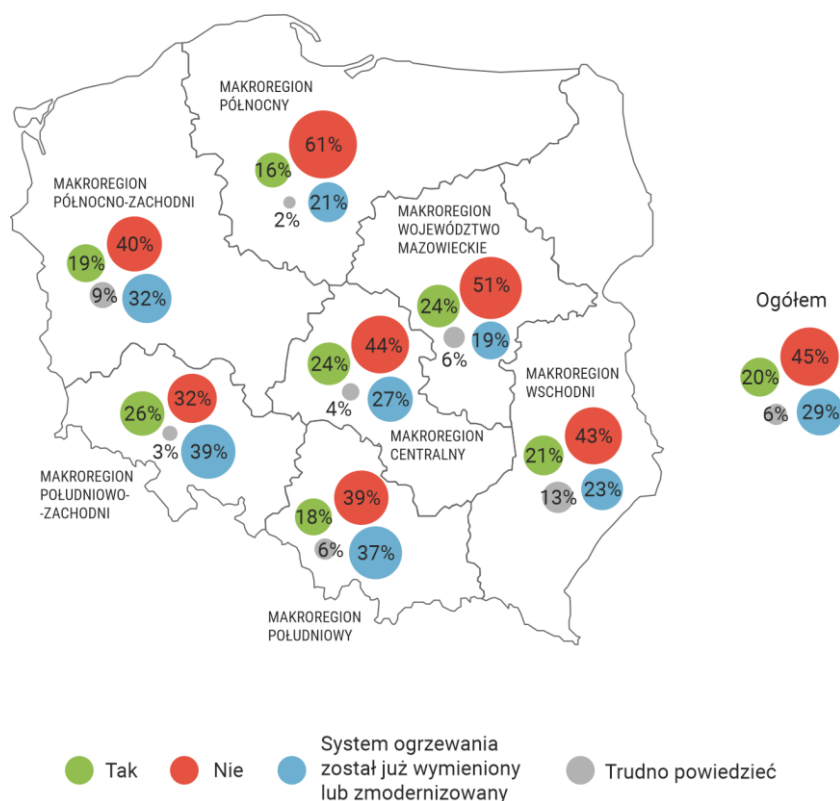 MAKROREGION
PÓŁNOCNY
61%
16%
2%
21%
MAKROREGION
PÓŁNOCNO-ZACHODNI
40%
19%
9%
32%
MAKROREGION
WOJEWÓDZTWO
MAZOWIECKIE
51%
24%
6%
19%
44%
24%
4%
27%
MAKROREGION
CENTRALNY
MAKROREGION
WSCHODNI
43%
21%
13%
23%
Ogółem
45%
20%
6%
29%
32%
26%
3%
39%
MAKROREGION
POŁUDNIOWO-
-ZACHODNI
39%
18%
6%
37%
MAKROREGION
POŁUDNIOWY
Tak
Nie
System ogrzewania
został już wymieniony
lub zmodernizowany
Trudno powiedzieć